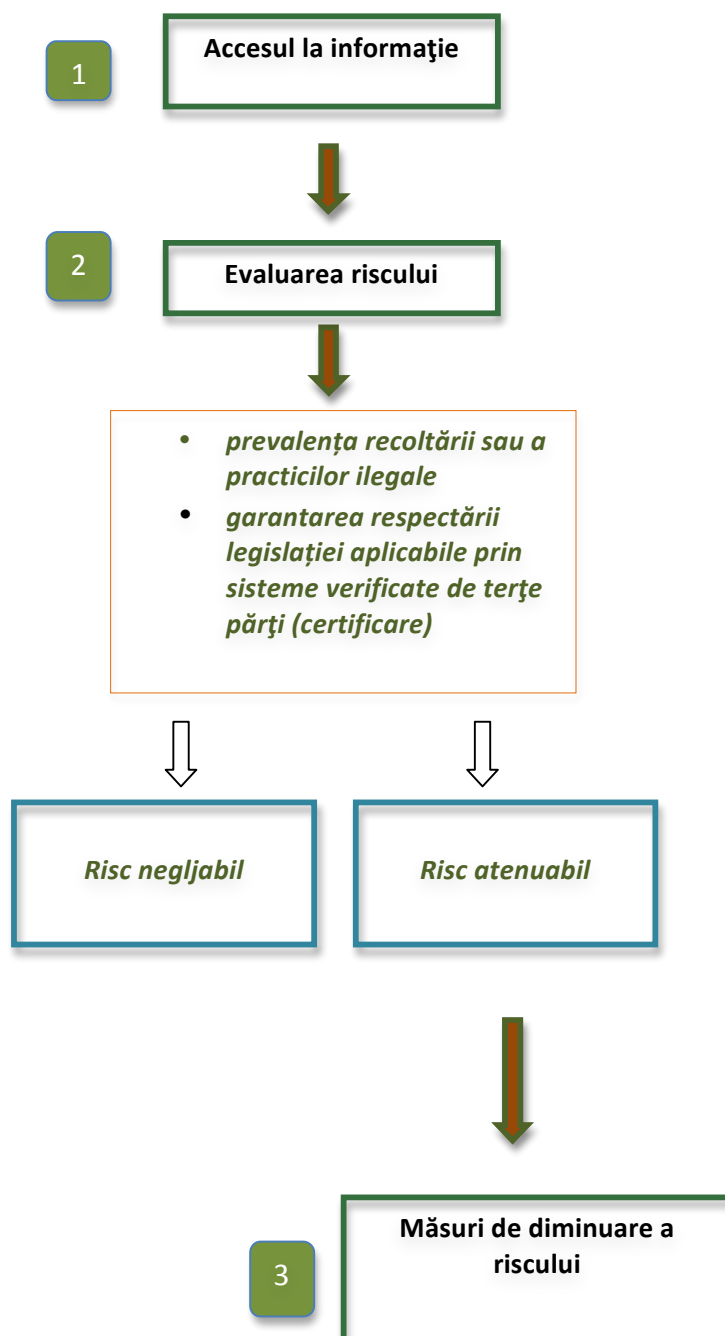 1
Accesul la informaţie
2
Evaluarea riscului
• prevalența recoltării sau a
practicilor ilegale
• garantarea respectării
legislației aplicabile prin
sisteme verificate de terţe
părţi (certificare)
Risc negljabil
Risc atenuabil
3
Măsuri de diminuare a
riscului